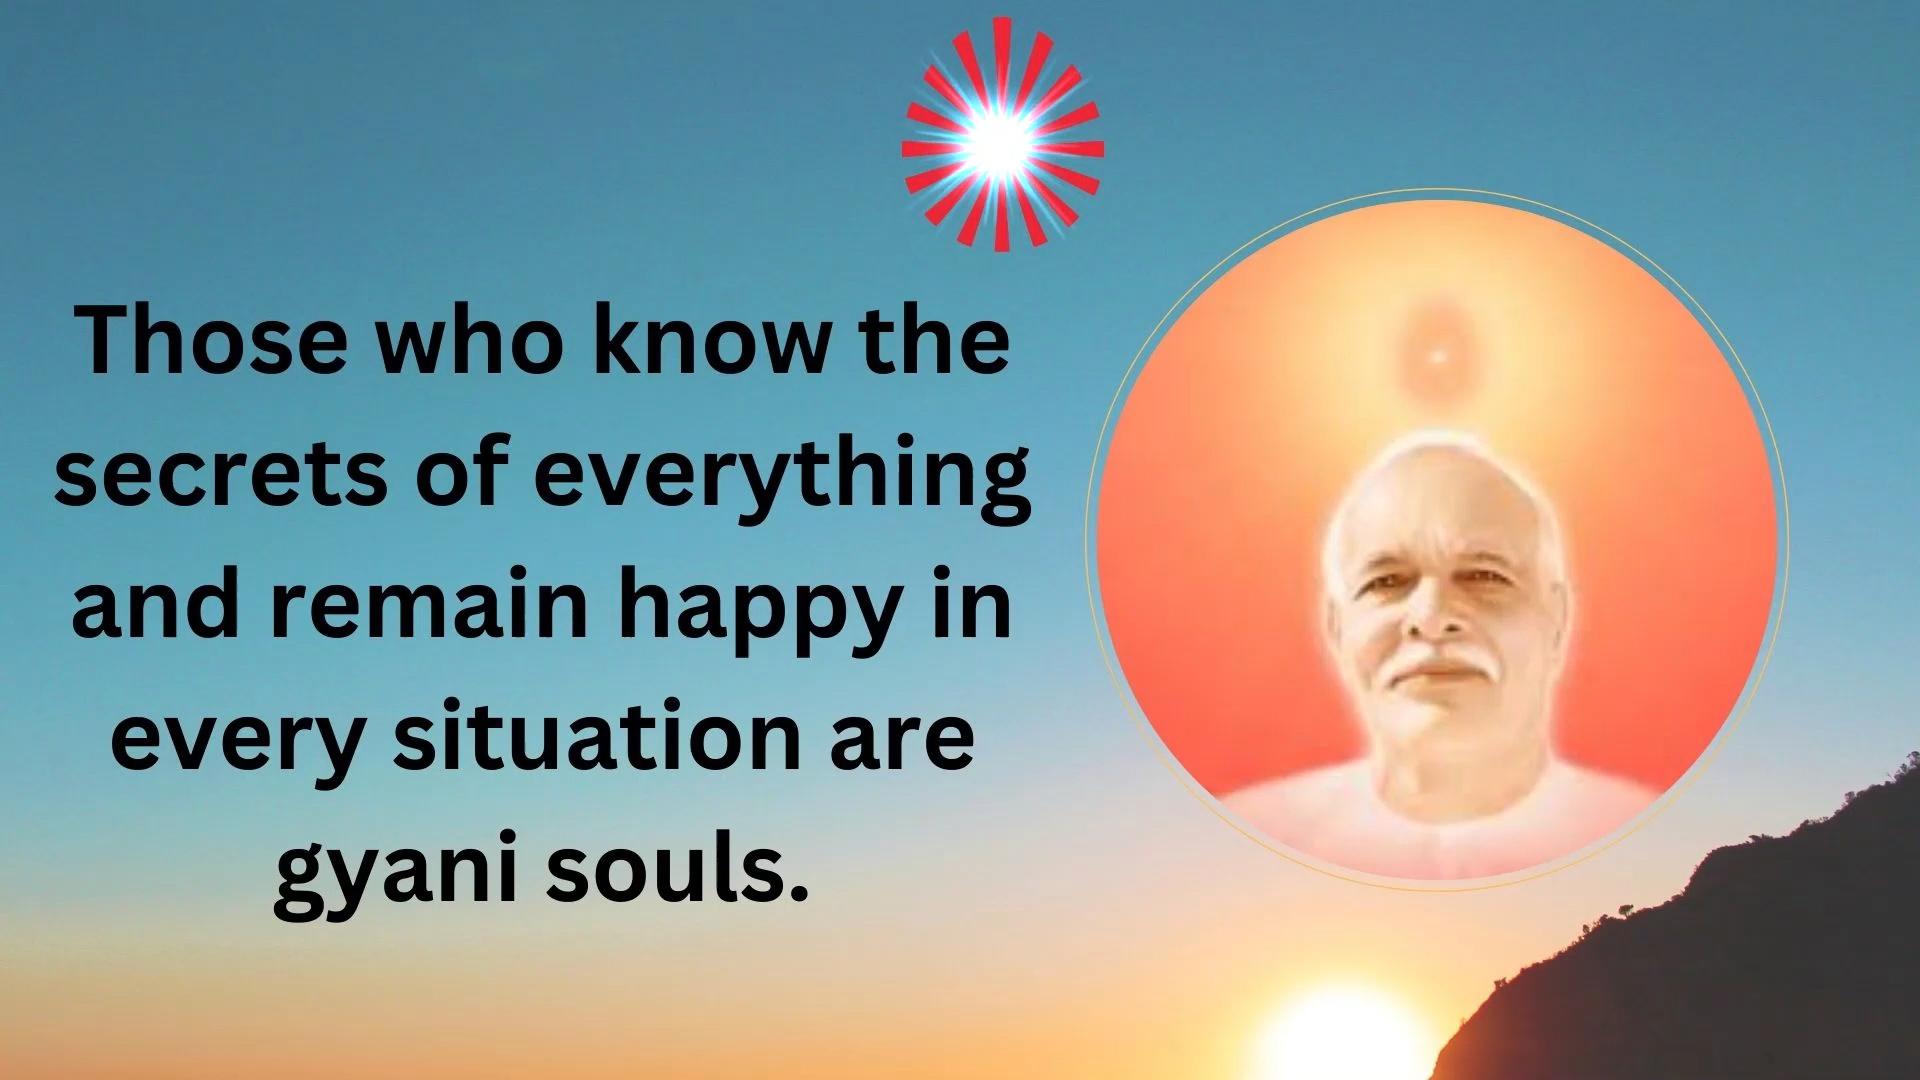 Those who know the
secrets of everything
and remain happy in
every situation are
gyani souls.